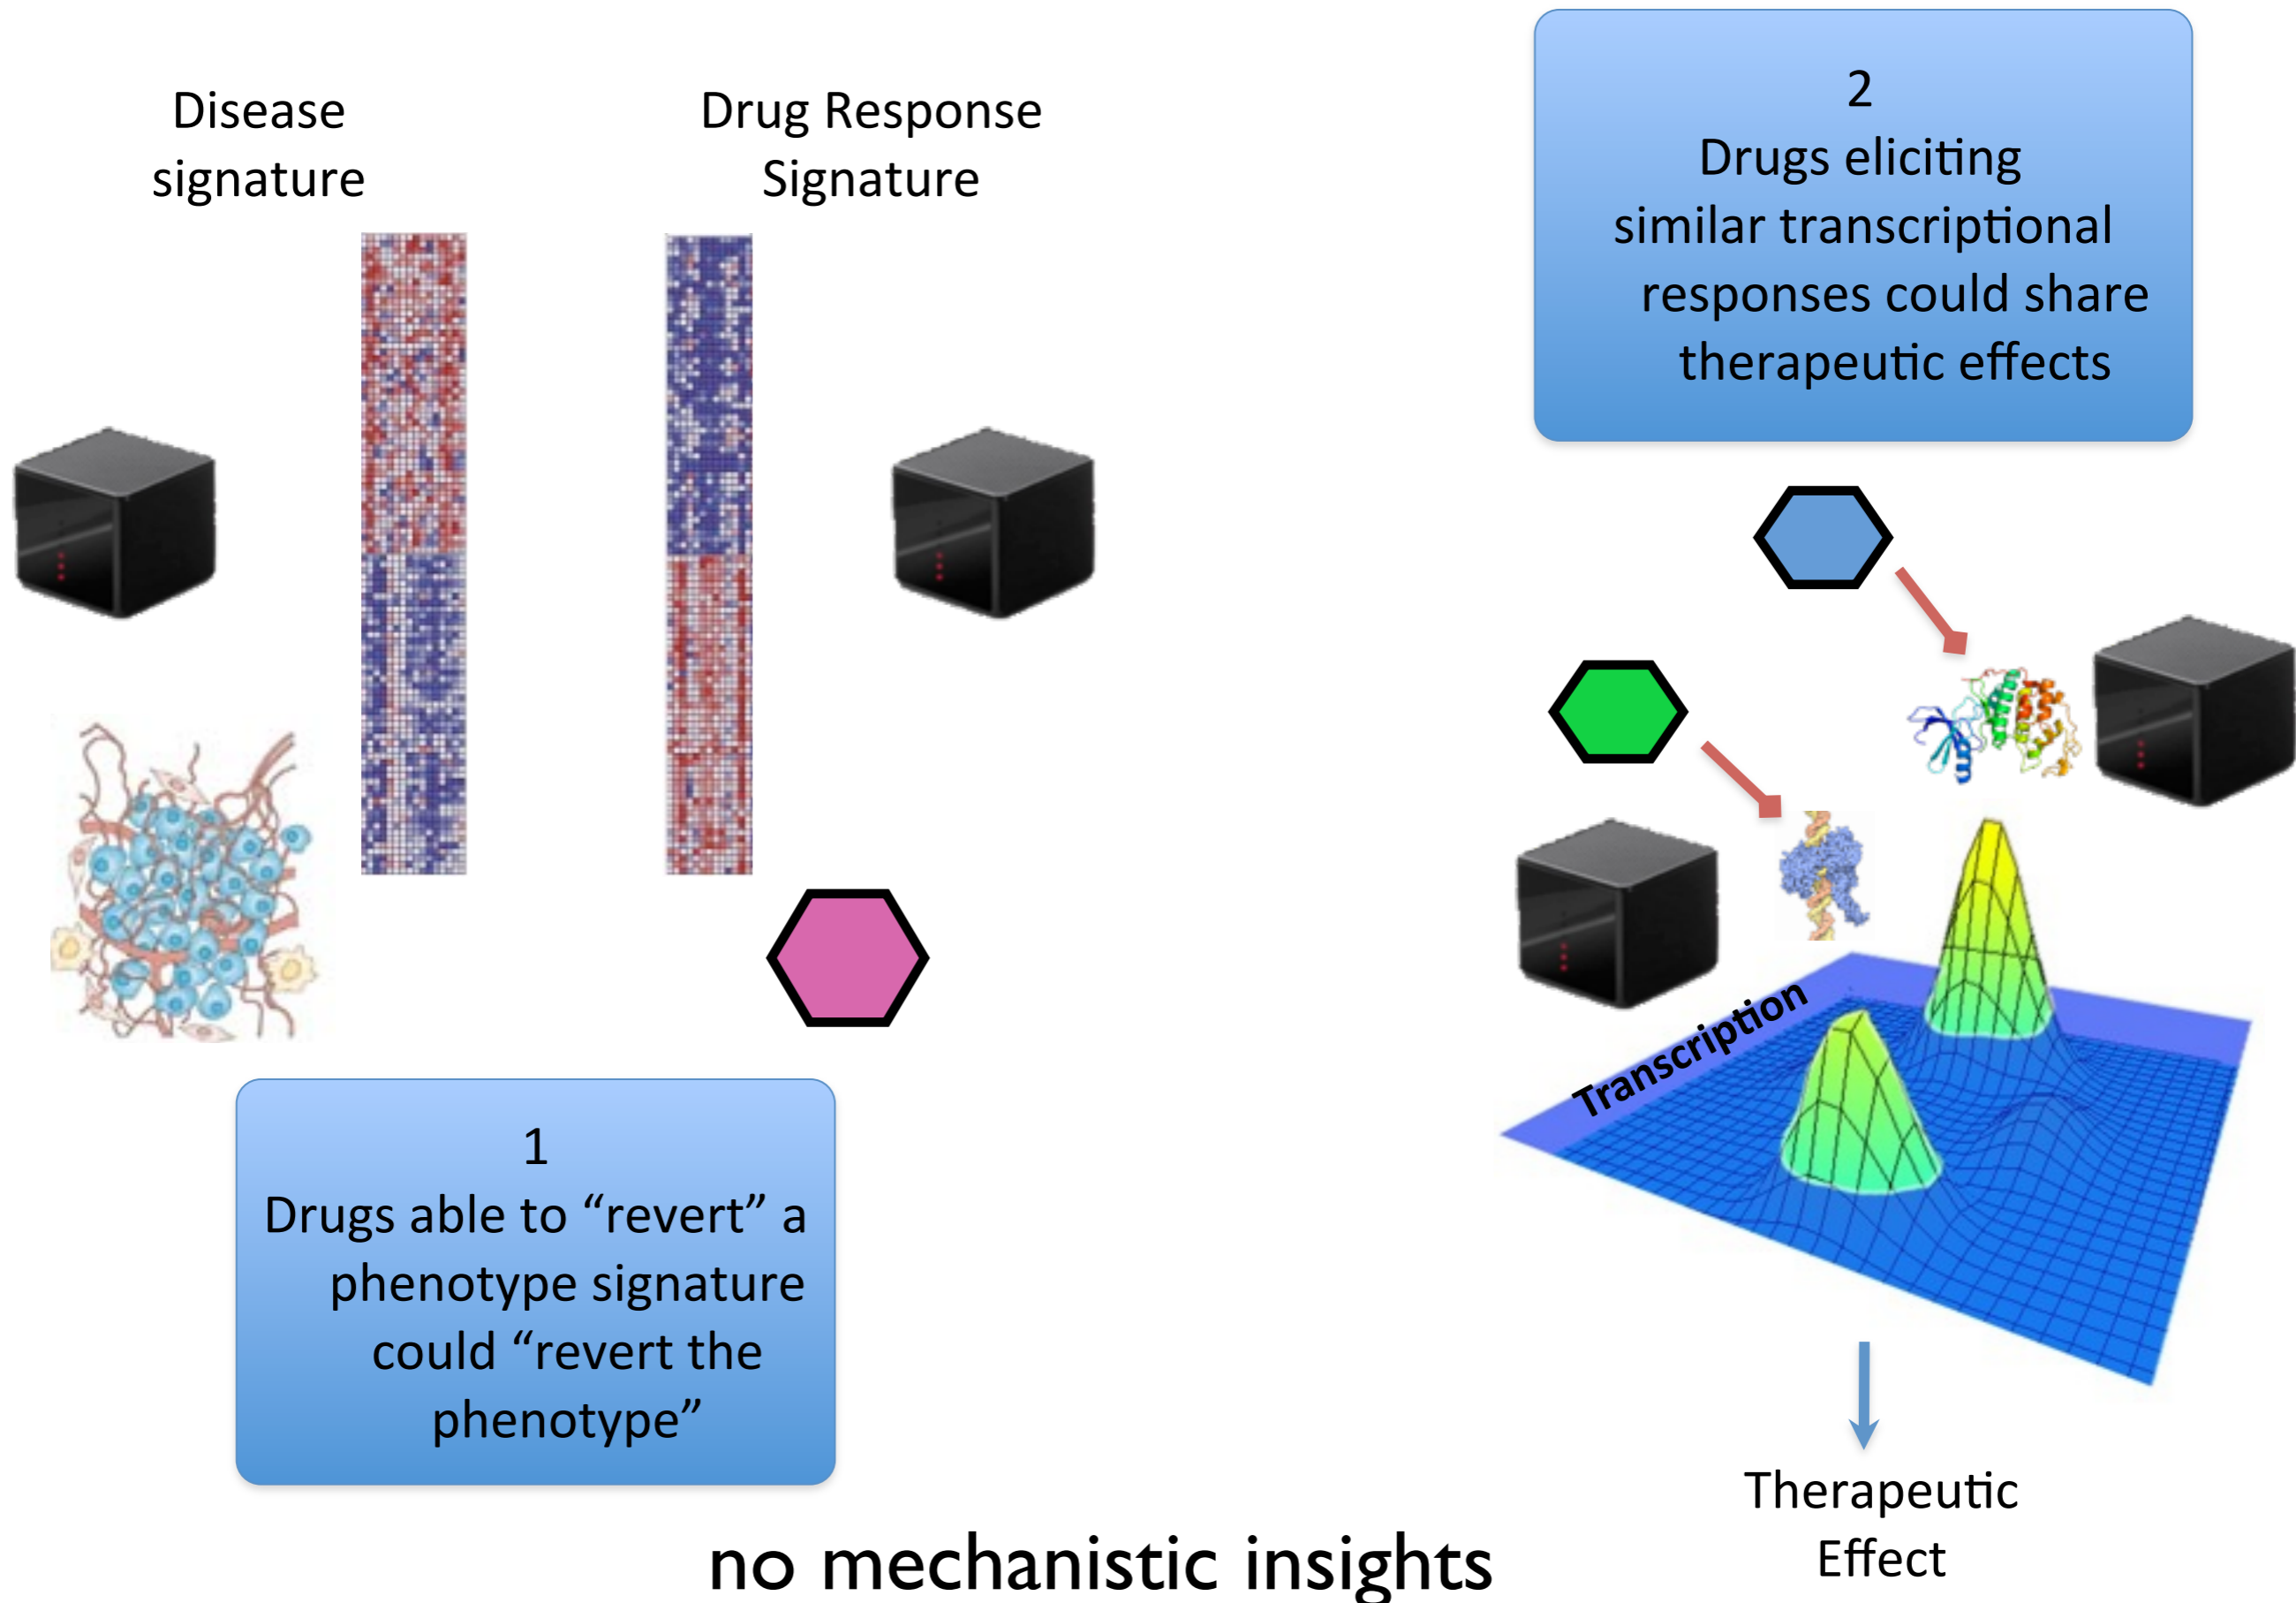 Disease
signature
Drug Response
Signature
1
Drugs able to “revert” a
phenotype signature
could “revert the
phenotype”
2
Drugs eliciting
similar transcriptional
responses could share
therapeutic effects
Transcription
Therapeutic
Effect
no mechanistic insights